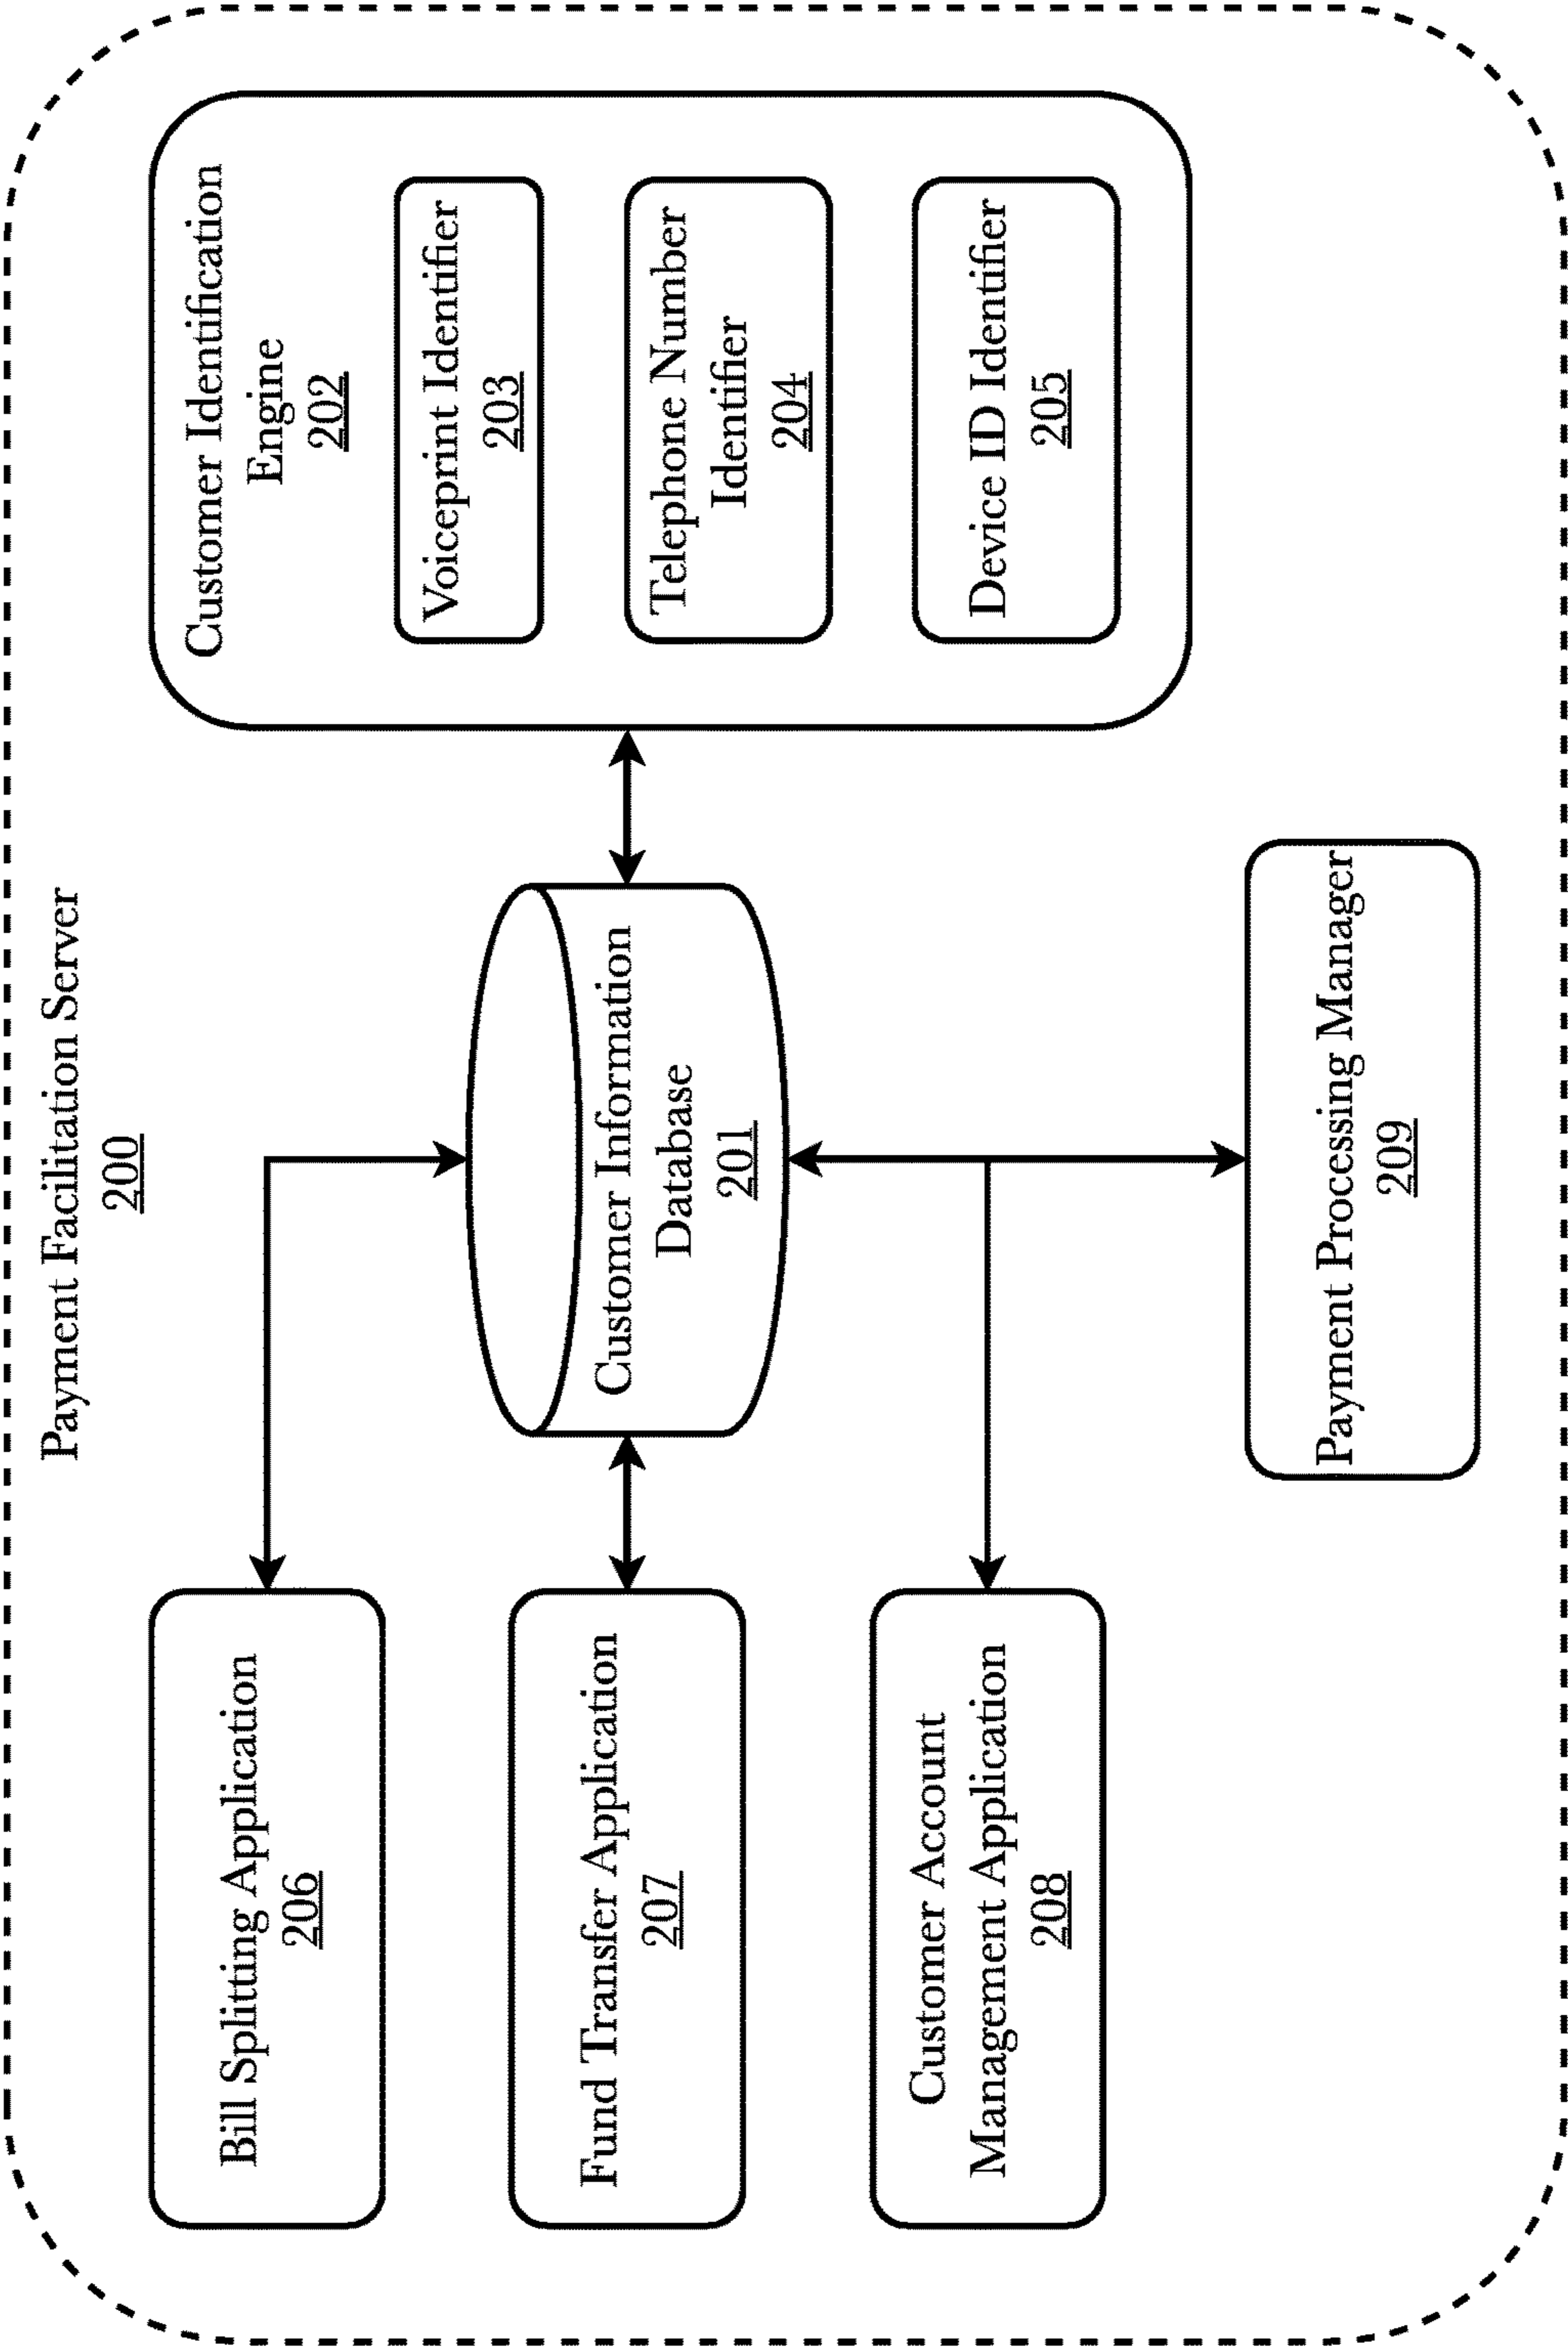 Payment Facilitation Server
200
Bill Splitting Application
206
Fund Transfer Application
207
Customer Account
Management Application
208
Customer Information
Database
201
Payment Processing Manager
209
Customer Identification
Engine
202
Voiceprint Identifier
203
Telephone Number
Identifier
204
Device ID Identifier
205